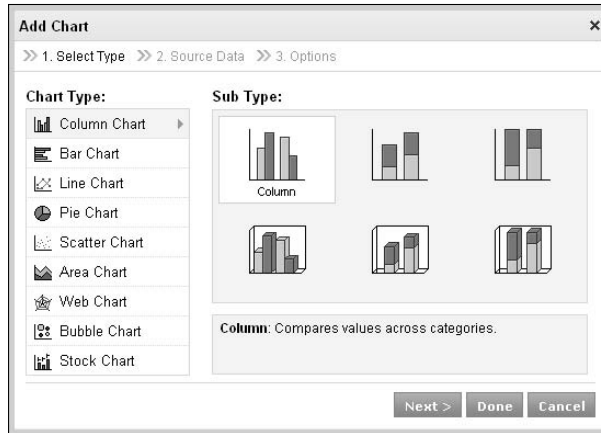 Add Chart
×
1. Select Type 2. Source Data 3. Options
Chart Type:
Column Chart
Bar Chart
Line Chart
Pie Chart
Scatter Chart
Area Chart
Web Chart
Bubble Chart
Stock Chart
Sub Type:
Column
Column: Compares values across categories.
Next > Done Cancel